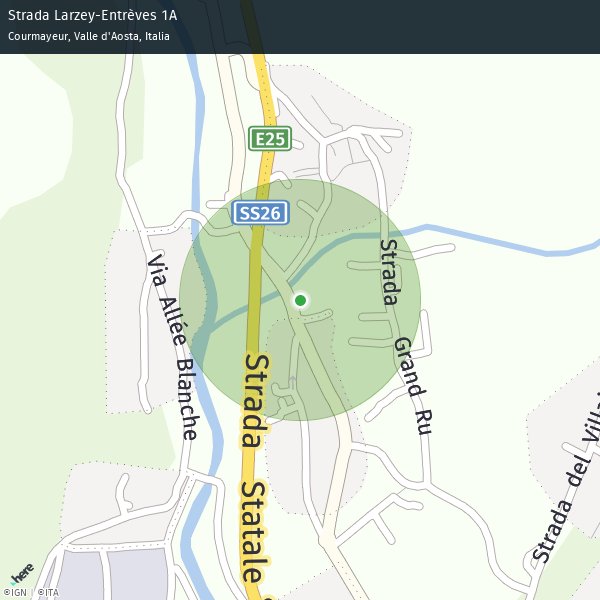 Strada Larzey-Entrèves 1A
Courmayeur, Valle d'Aosta, Italia
E25
SS26
Strada
Via Allée Blanche
Grand Ru
Strada Statale
Strada del Villai
here
©IGN | ©ITA